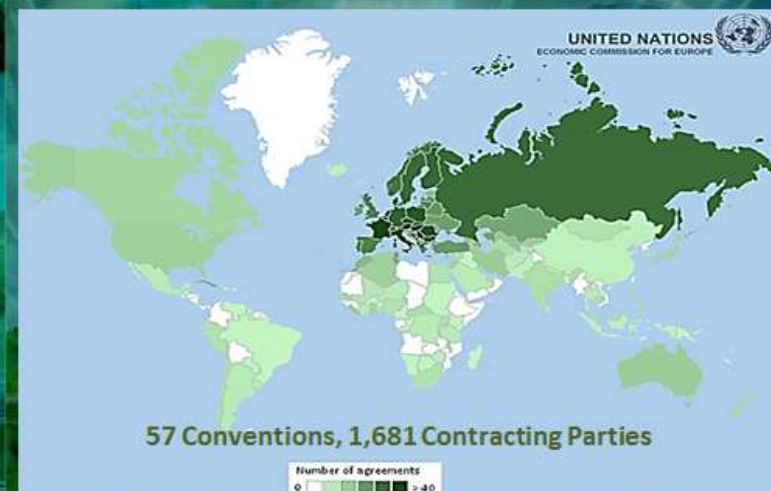 UNITED NATIONS
ECONOMIC COMMISSION FOR EUROPE
57 Conventions, 1,681 Contracting Parties
Number of agreements
0 > 40